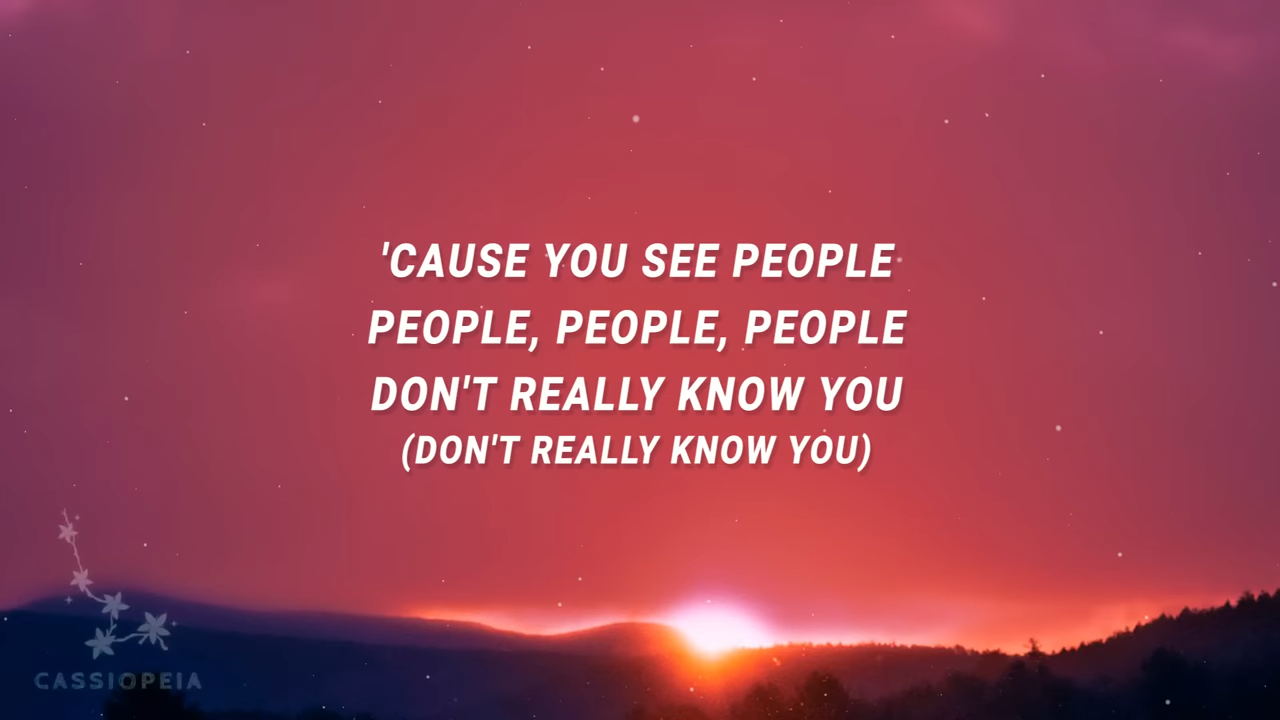 'CAUSE YOU SEE PEOPLE
PEOPLE, PEOPLE, PEOPLE
DON'T REALLY KNOW YOU
(DON'T REALLY KNOW YOU)
CASSIOPEIA